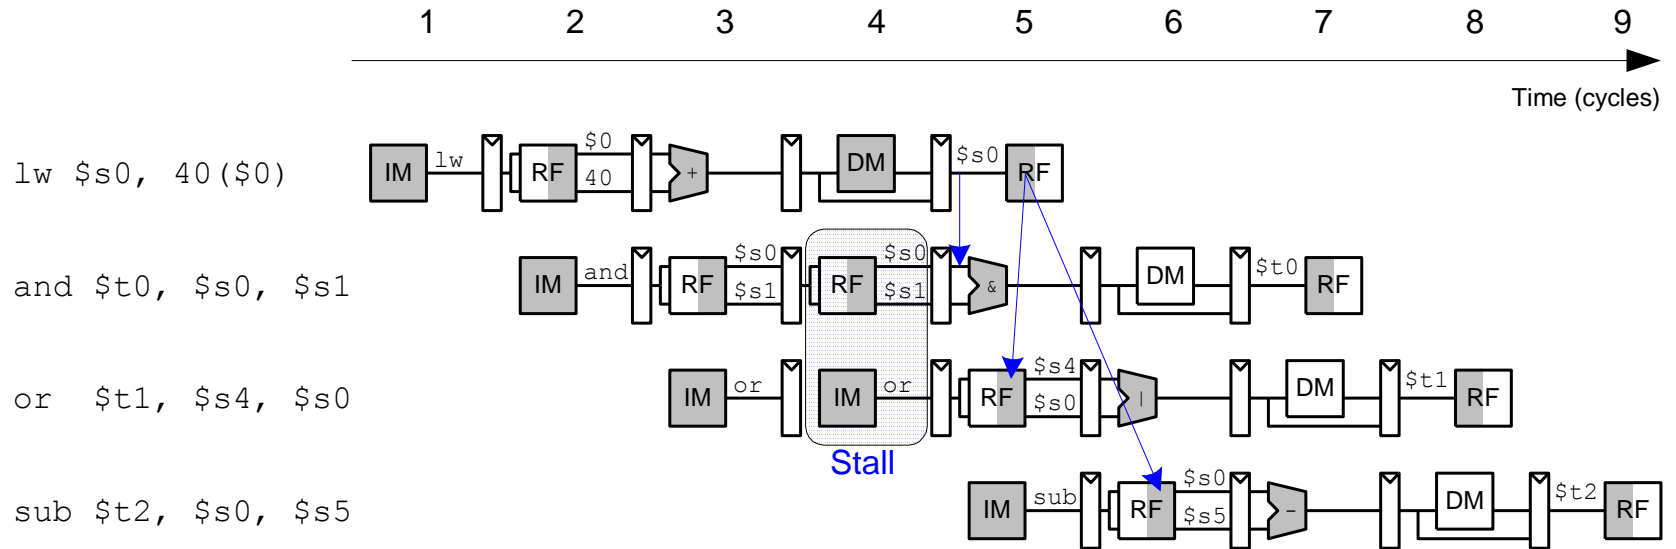 1 2 3 4 5 6 7 8 9
Time (cycles)
lw $s0, 40($0) IM lw RF $0 40 + DM $s0 RF
and $t0, $s0, $s1 IM and RF $s0 $s1 RF $s0 $s1 & DM $t0 RF
or $t1, $s4, $s0 IM or IM or RF $s4 $s0 | DM $t1 RF
Stall
sub $t2, $s0, $s5 IM sub RF $s0 $s5 - DM $t2 RF